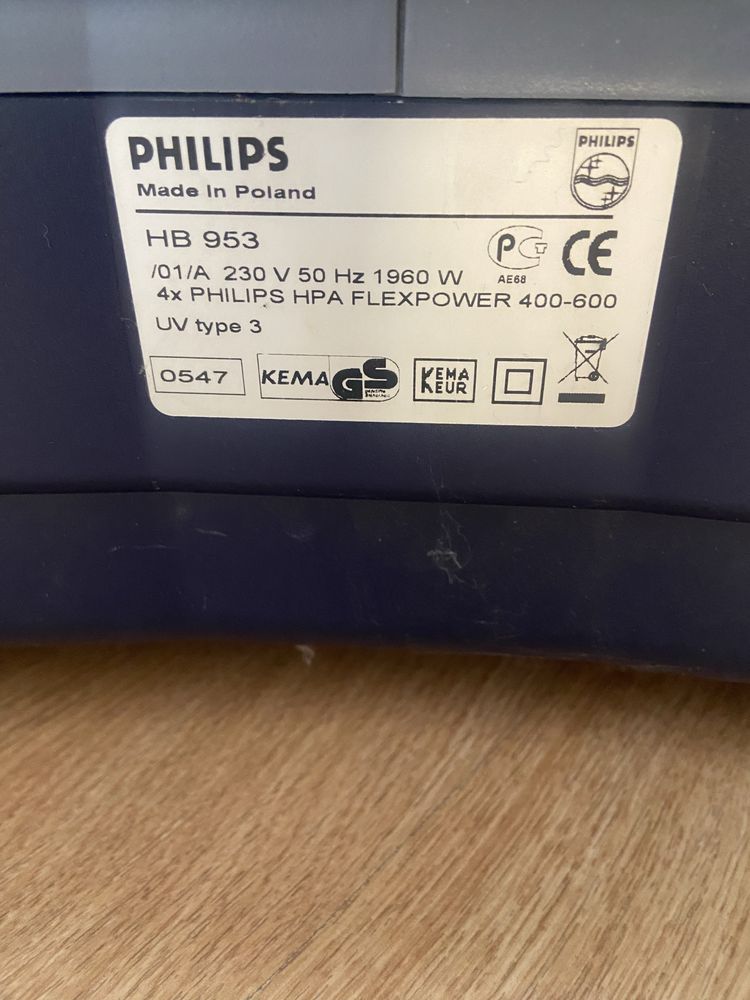 PHILIPS
PHILIPS
Made in Poland
HB 953
/01/A 230 V 50 Hz 1960 W
AE68
4x PHILIPS HPA FLEXPOWER 400-600
UV type 3
0547
KEMA GS
KEMA
KEUR